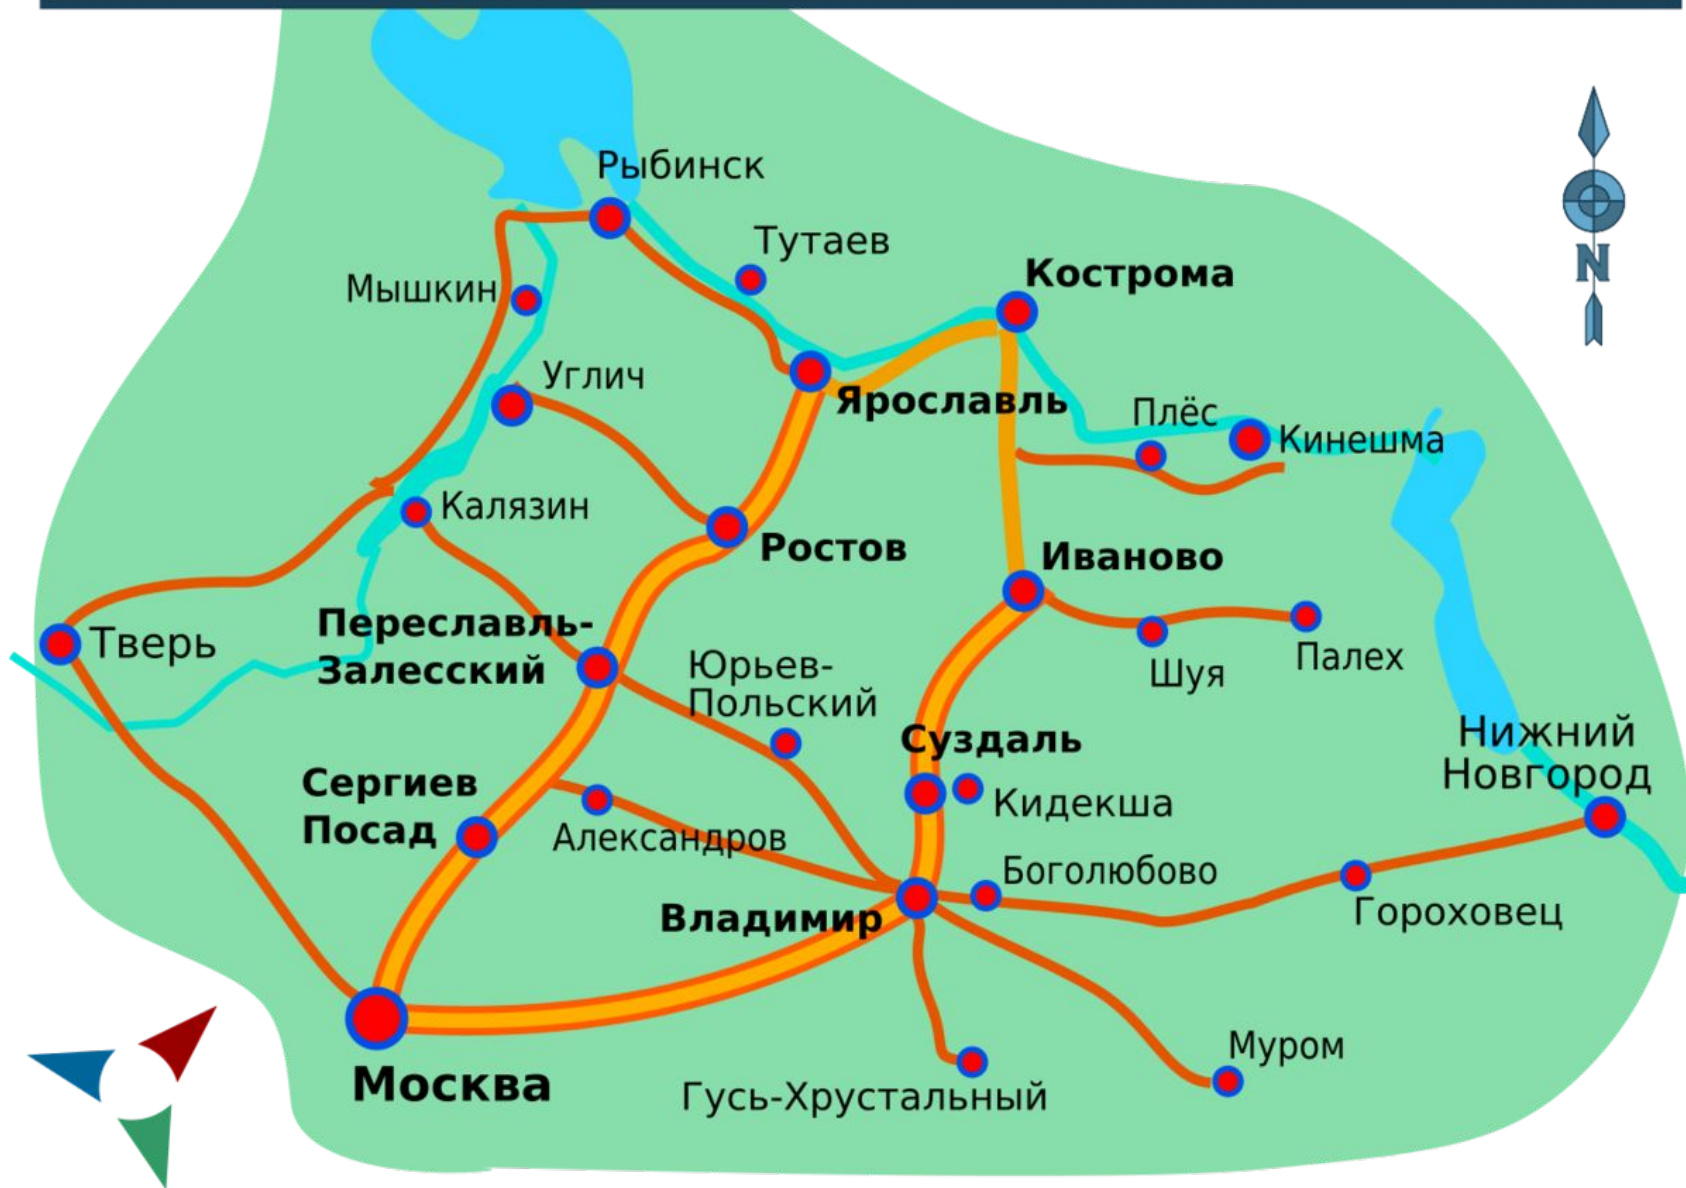 Рыбинск
Тутаев
Кострома
Мышкин
Углич
Ярославль
Плёс
Кинешма
Калязин
Ростов
Иваново
Тверь
Переславль-
Залесский
Юрьев-
Польский
Шуя
Палех
Суздаль
Нижний
Новгород
Сергиев
Посад
Кидекша
Александров
Боголюбово
Владимир
Гороховец
Москва
Гусь-Хрустальный
Муром
N